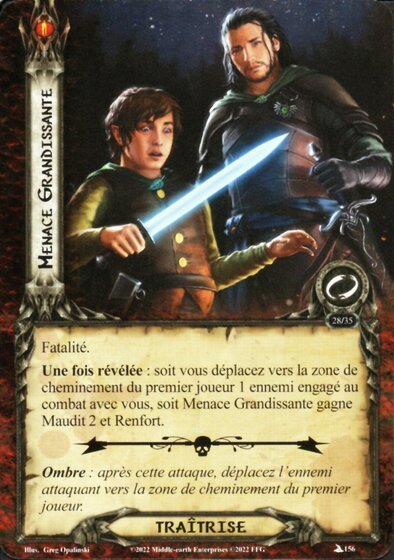 Menace Grandissante
28/35
Fatalité.
Une fois révélée : soit vous déplacez vers la zone de
cheminement du premier joueur 1 ennemi engagé au
combat avec vous, soit Menace Grandissante gagne
Maudit 2 et Renfort.
Ombre : après cette attaque, déplacez l'ennemi
attaquant vers la zone de cheminement du premier
joueur.
TRAÎTRISE
Illus. Greg Opalinski ©2022 Middle-earth Enterprises ©2022 FFG 156